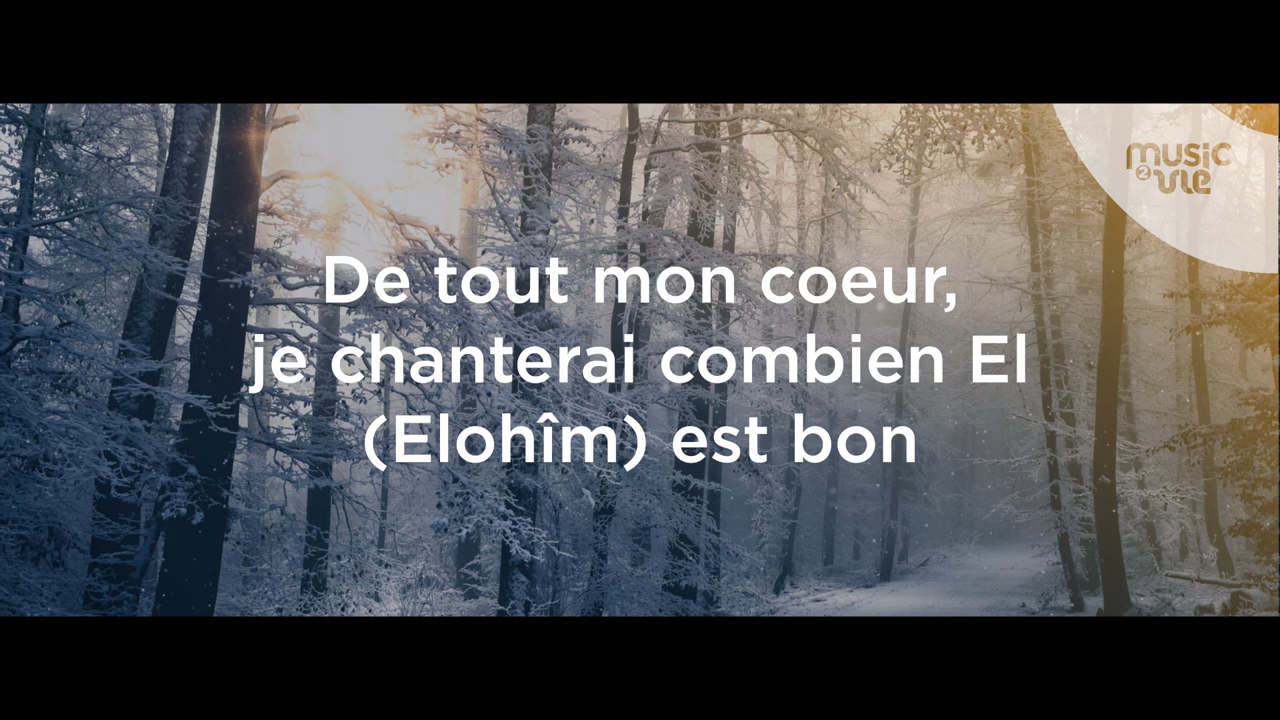 music
2 vie
De tout mon coeur,
je chanterai combien El
(Elohîm) est bon